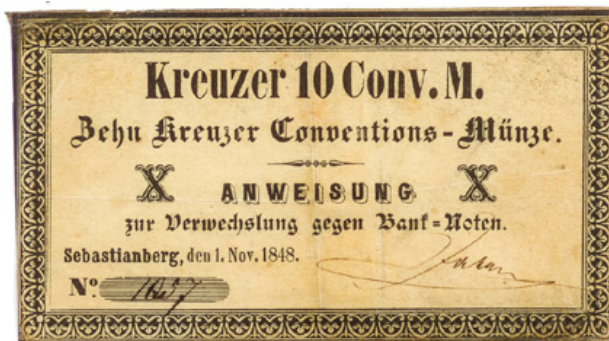 Kreuzer 10 Conv. M.
Zehn Kreuzer Conventions-Münze.
X ANWEISUNG X
zur Verwechslung gegen Bank-Noten.
Sebastianberg, den 1. Nov. 1848.
No.